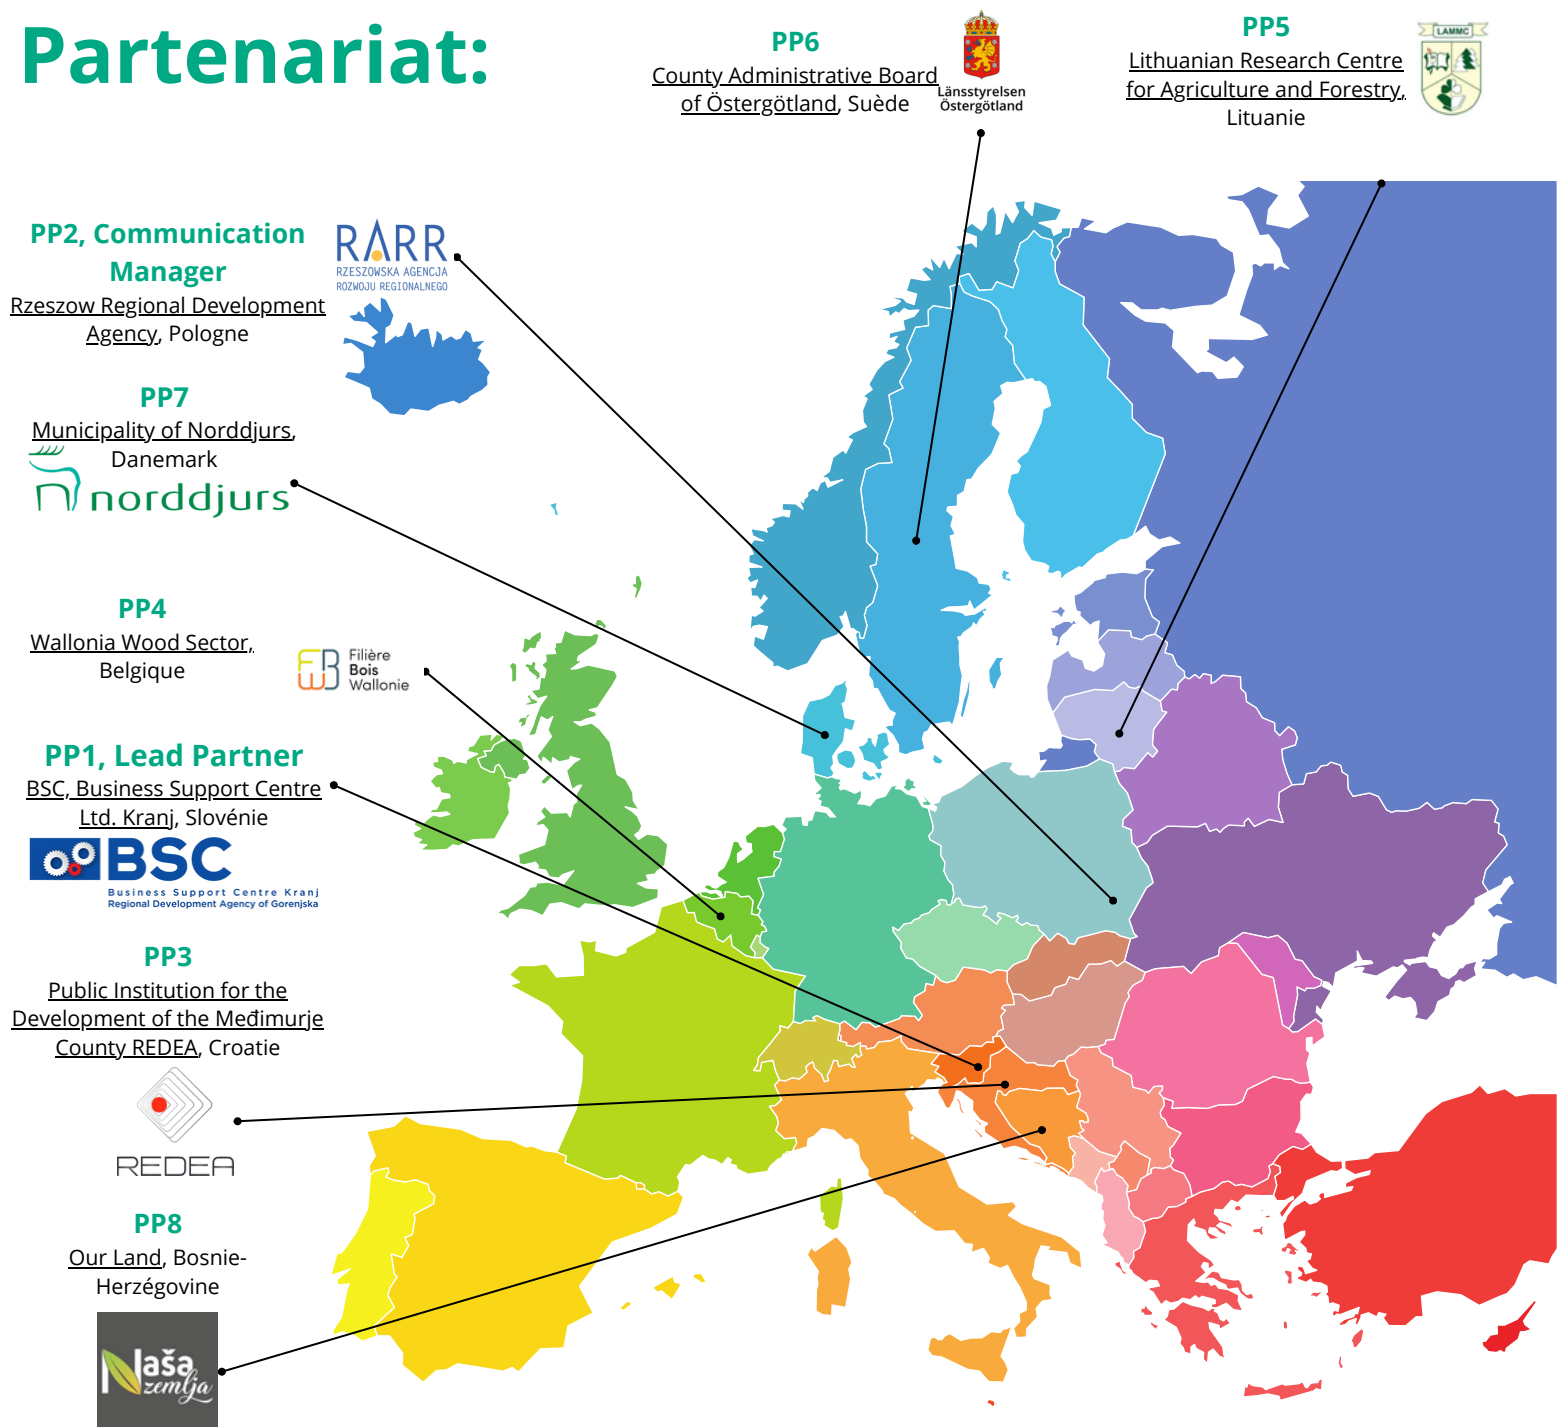 Partenariat:
PP6
County Administrative Board
of Östergötland, Suède
Länsstyrelsen
Östergötland
PP5
Lithuanian Research Centre
for Agriculture and Forestry,
Lituanie
LAMMC
PP2, Communication
Manager
Rzeszow Regional Development
Agency, Pologne
RARR
RZESZOWSKA AGENCJA
ROZWOJU REGIONALNEGO
PP7
Municipality of Norddjurs,
Danemark
norddjurs
PP4
Wallonia Wood Sector,
Belgique
FBW
Filière
Bois
Wallonie
PP1, Lead Partner
BSC, Business Support Centre
Ltd. Kranj, Slovénie
BSC
Business Support Centre Kranj
Regional Development Agency of Gorenjska
PP3
Public Institution for the
Development of the Međimurje
County REDEA, Croatie
REDEA
PP8
Our Land, Bosnie-
Herzégovine
Naša
zemlja